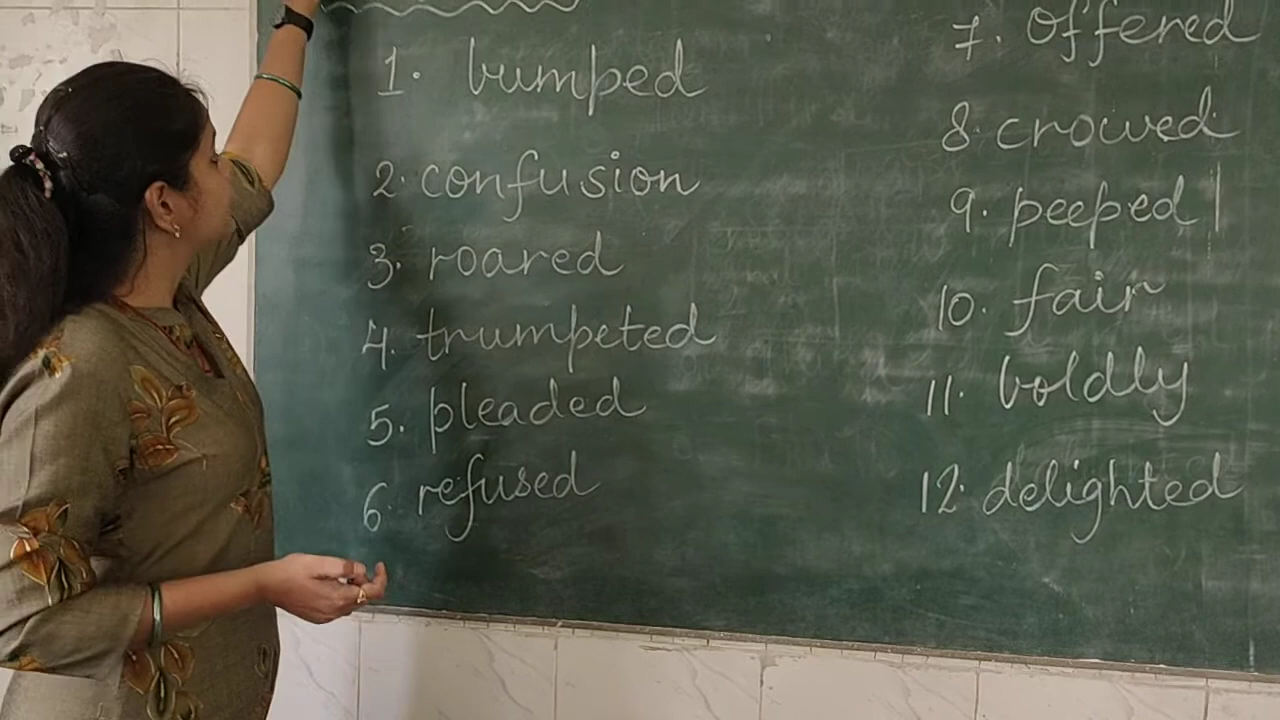 1. bumped
2. confusion
3. roared
4. trumpeted
5. pleaded
6. refused
7. offered
8. crowed
9. peeped
10. fair
11. boldly
12. delighted